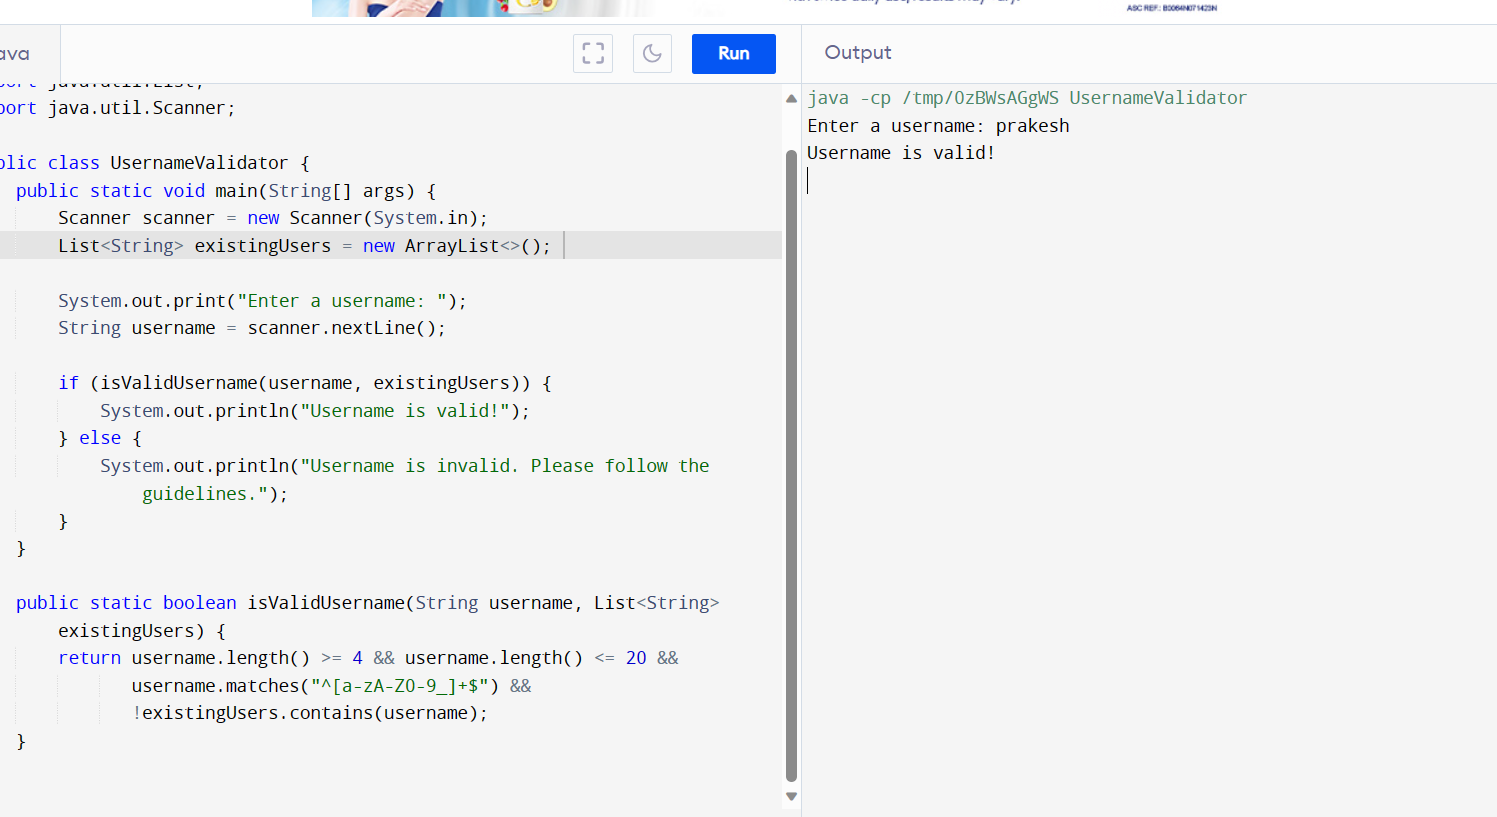 ASC REF.: B0064N071423N
ava
Run
Output
port java.util.List;
port java.util.Scanner;
blic class UsernameValidator {
public static void main(String[] args) {
Scanner scanner = new Scanner(System.in);
List<String> existingUsers = new ArrayList<>();
System.out.print("Enter a username: ");
String username = scanner.nextLine();
if (isValidUsername(username, existingUsers)) {
System.out.println("Username is valid!");
} else {
System.out.println("Username is invalid. Please follow the
guidelines.");
}
}
public static boolean isValidUsername(String username, List<String>
existingUsers) {
return username.length() >= 4 && username.length() <= 20 &&
username.matches("^[a-zA-Z0-9_]+$") &&
!existingUsers.contains(username);
}
java -cp /tmp/OzBWsAGgWS UsernameValidator
Enter a username: prakesh
Username is valid!